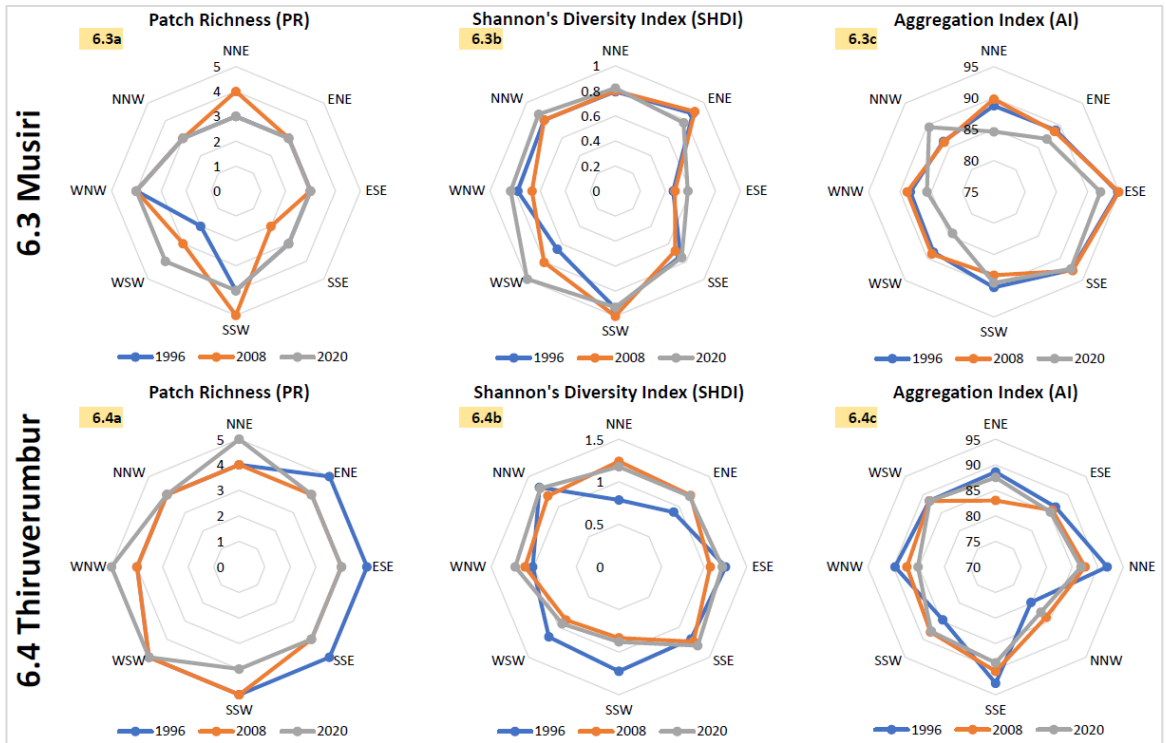 6.3 Musiri
Patch Richness (PR)
6.3a
NNE
5
4
3
2
1
0
ENE
ESE
SSE
SSW
WSW
WNW
NNW
1996 2008 2020
Shannon's Diversity Index (SHDI)
6.3b
NNE
1
0.8
0.6
0.4
0.2
0
ENE
ESE
SSE
SSW
WSW
WNW
NNW
1996 2008 2020
Aggregation Index (AI)
6.3c
NNE
95
90
85
80
75
ENE
ESE
SSE
SSW
WSW
WNW
NNW
1996 2008 2020
6.4 Thiruverumbur
Patch Richness (PR)
6.4a
NNE
5
4
3
2
1
0
ENE
ESE
SSE
SSW
WSW
WNW
NNW
1996 2008 2020
Shannon's Diversity Index (SHDI)
6.4b
NNE
1.5
1
0.5
0
ENE
ESE
SSE
SSW
WSW
WNW
NNW
1996 2008 2020
Aggregation Index (AI)
6.4c
ENE
95
90
85
80
75
70
ESE
NNE
NNW
SSE
SSW
WNW
WSW
1996 2008 2020